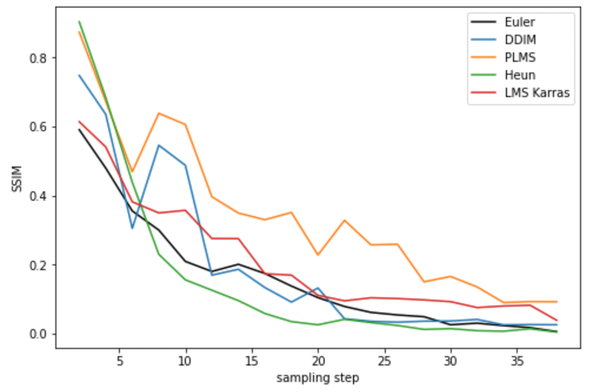 Euler
DDIM
PLMS
Heun
LMS Karras
SSIM
0.8
0.6
0.4
0.2
0.0
5 10 15 20 25 30 35
sampling step